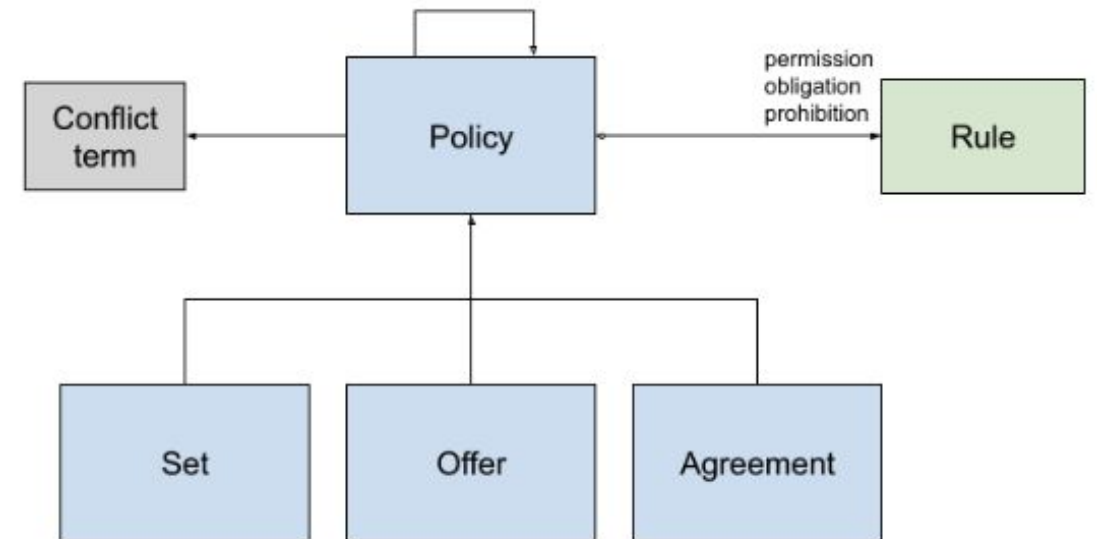 Conflict
term
Policy
permission
obligation
prohibition
Rule
Set
Offer
Agreement